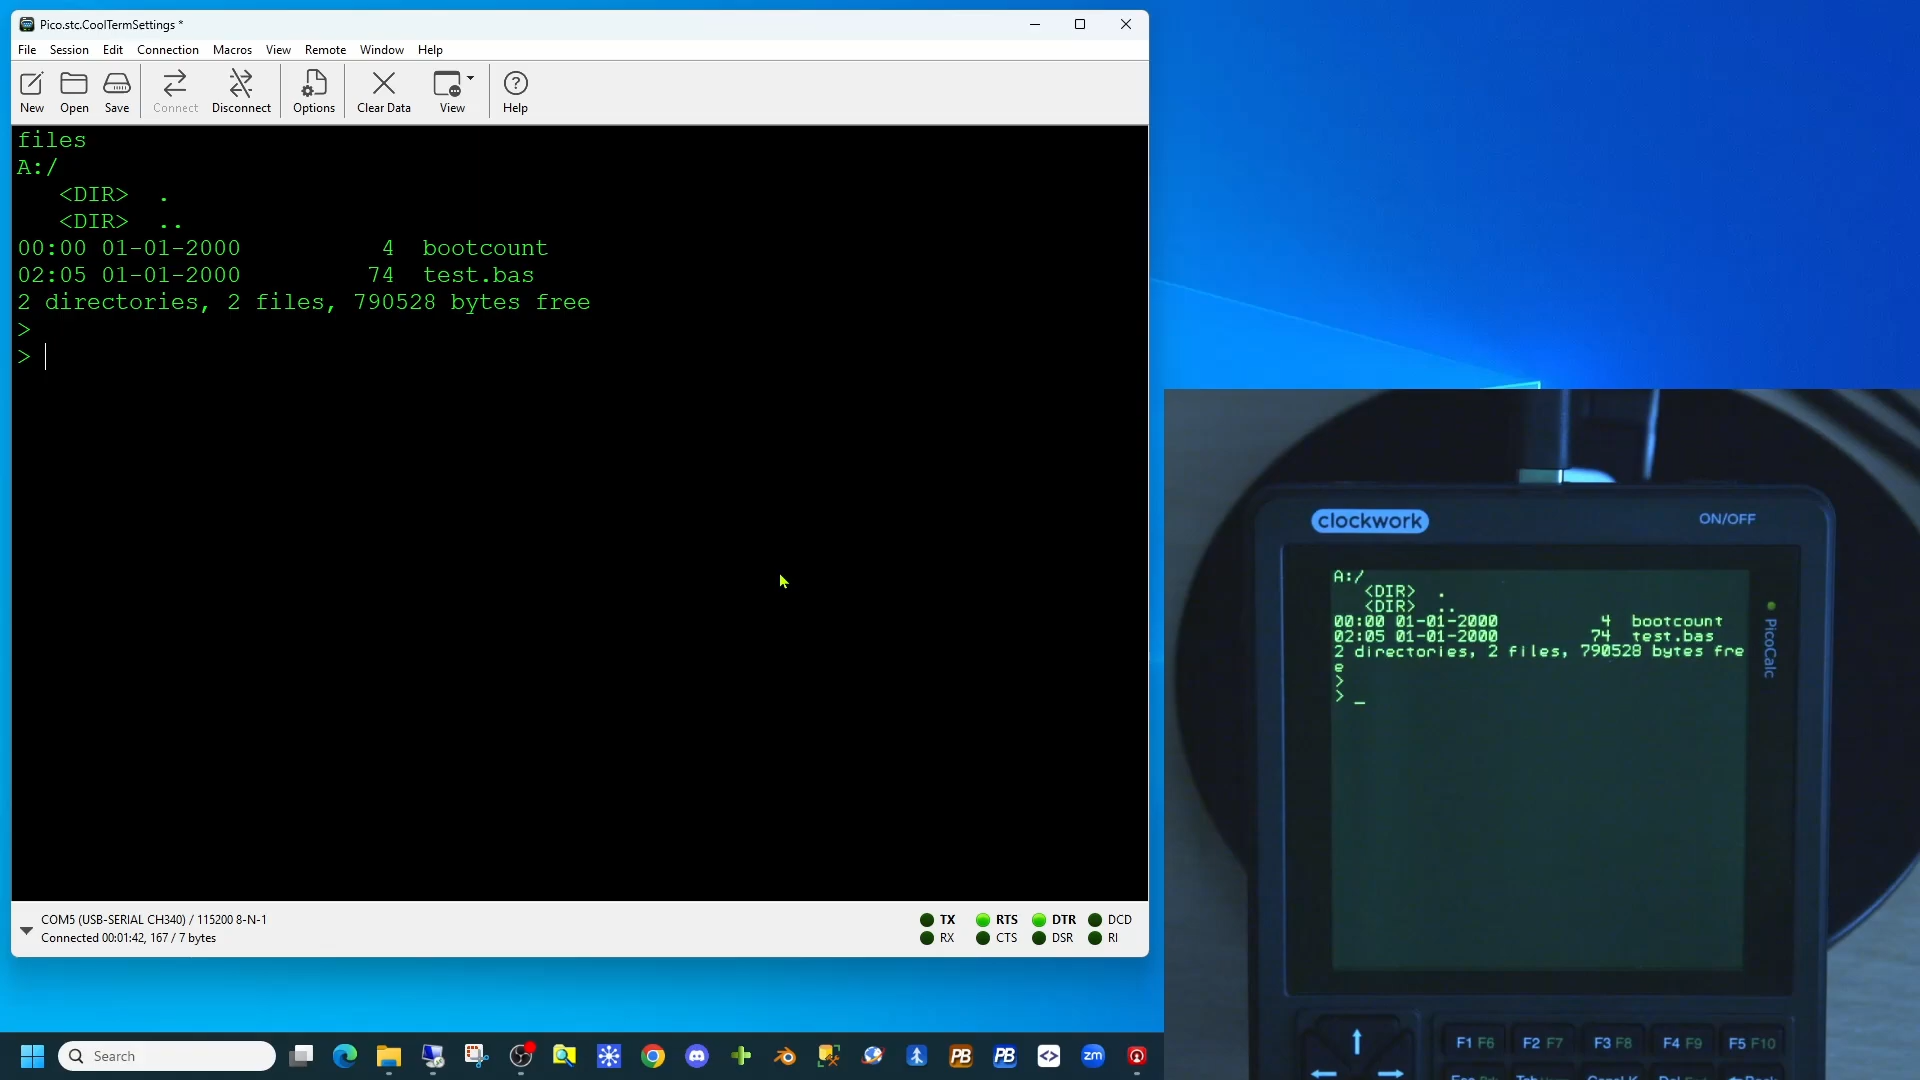 Pico.stc.CoolTermSettings *
File Session Edit Connection Macros View Remote Window Help
New Open Save Connect Disconnect Options Clear Data View Help
files
A:/
<DIR> .
<DIR> ..
00:00 01-01-2000 4 bootcount
02:05 01-01-2000 74 test.bas
2 directories, 2 files, 790528 bytes free
>
>
COM5 (USB-SERIAL CH340) / 115200 8-N-1
Connected 00:01:42, 167 / 7 bytes
TX RTS DTR DCD
RX CTS DSR RI
clockwork ON/OFF
A:/
<DIR> .
<DIR> ..
00:00 01-01-2000 4 bootcount
02:05 01-01-2000 74 test.bas
2 directories, 2 files, 790528 bytes fre
e
>
> _
PicoCalc
F1 F6 F2 F7 F3 F8 F4 F9 F5 F10
Search
PB PB zm